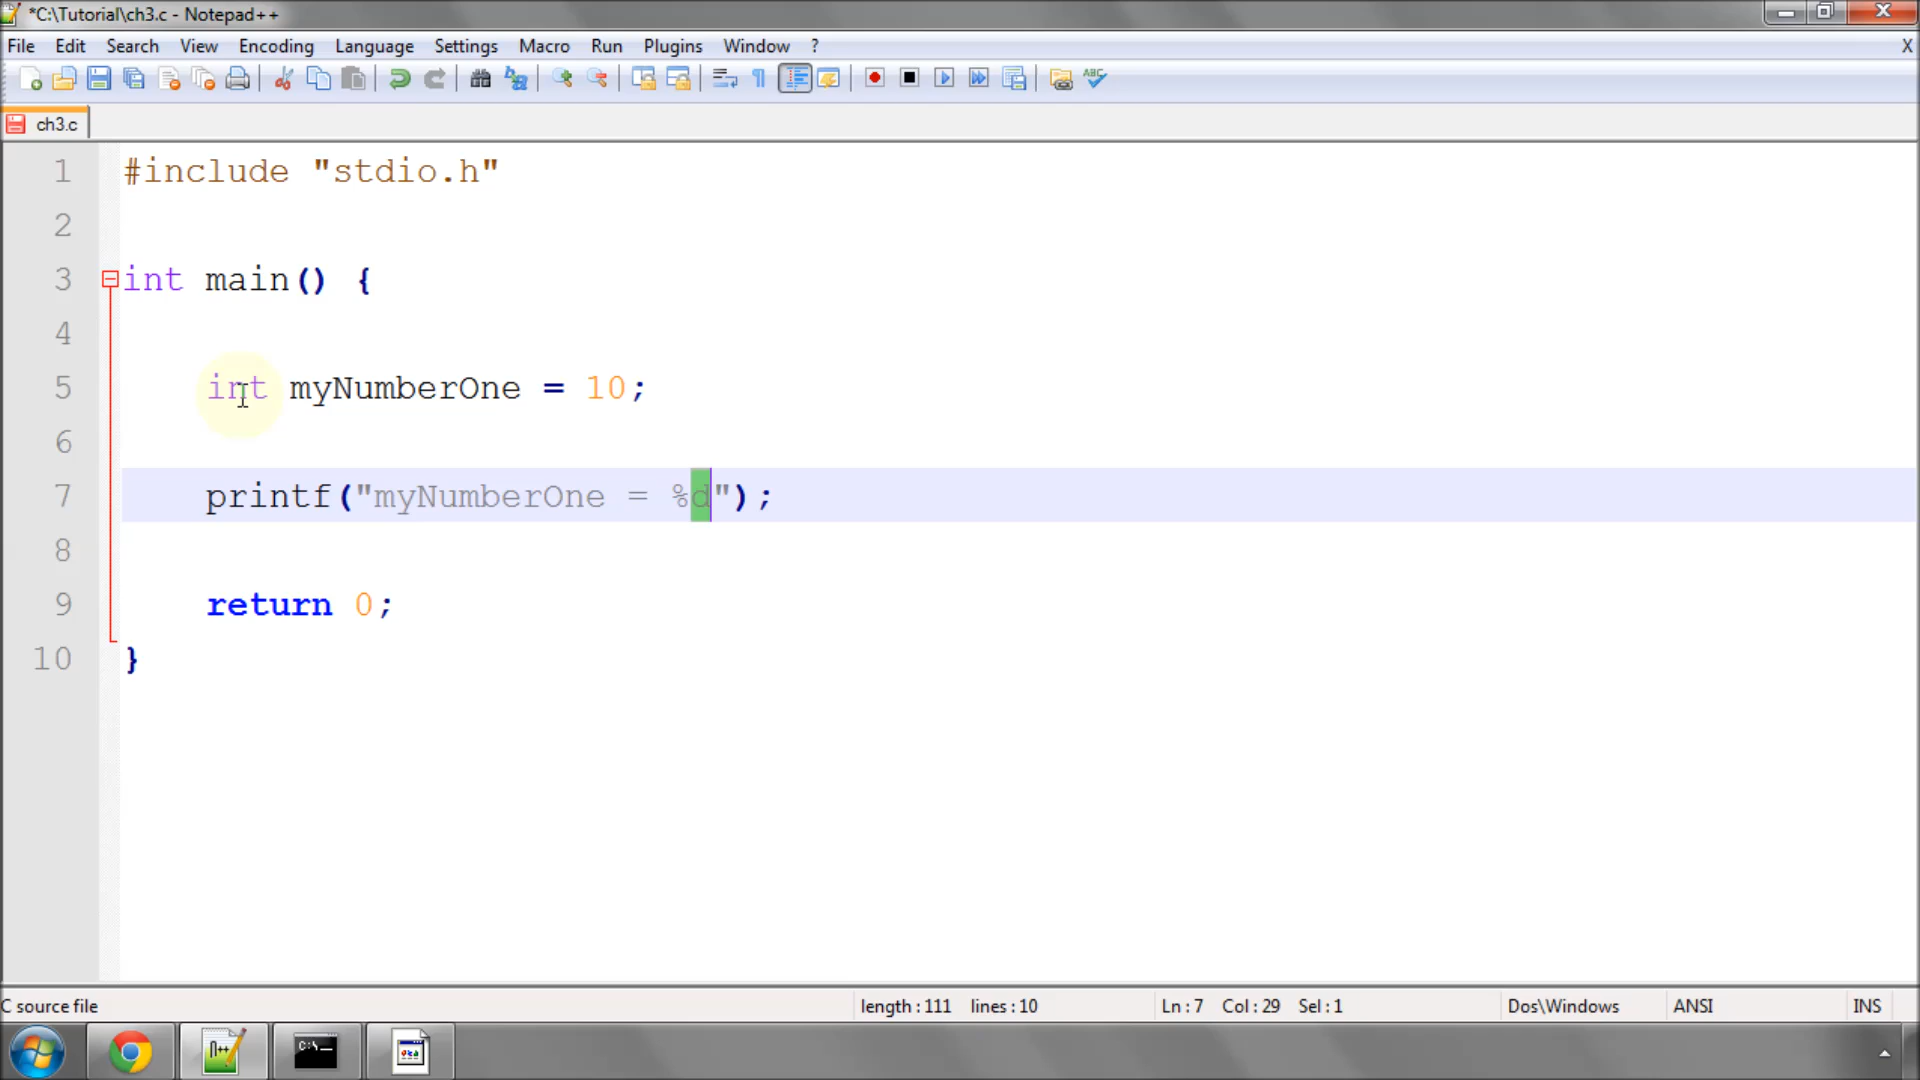 *C:\Tutorial\ch3.c - Notepad++
File Edit Search View Encoding Language Settings Macro Run Plugins Window ? X
ABC
ch3.c
1 #include "stdio.h"
2
3 int main() {
4
5 int myNumberOne = 10;
6
7 printf("myNumberOne = %d");
8
9 return 0;
10 }
C source file length : 111 lines : 10 Ln : 7 Col : 29 Sel : 1 Dos\Windows ANSI INS
C:\_